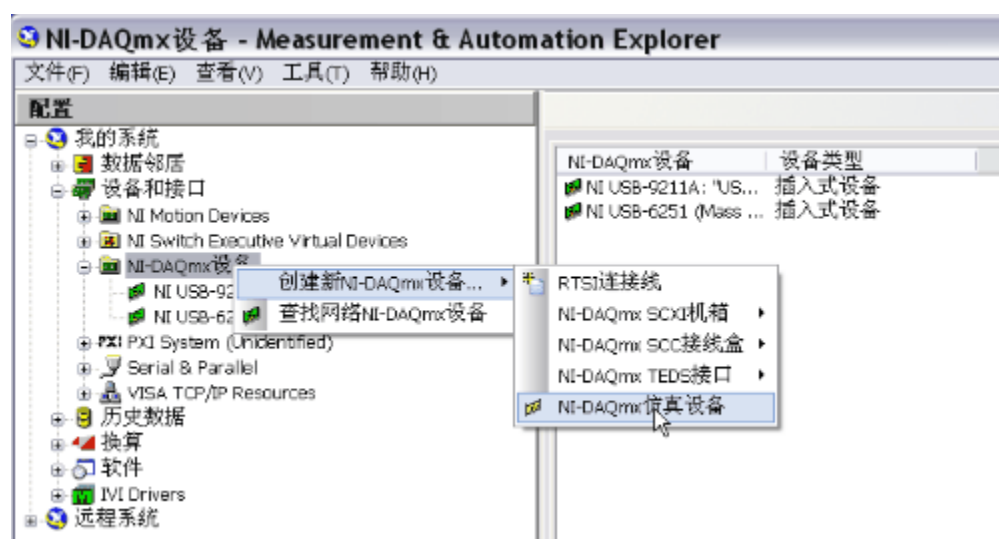 NI-DAQmx设备 - Measurement & Automation Explorer
文件(F) 编辑(E) 查看(V) 工具(T) 帮助(H)
配置
我的系统
数据邻居
设备和接口
NI Motion Devices
NI Switch Executive Virtual Devices
NI-DAQmx设备
NI USB-92
NI USB-62
PXI PXI System (Unidentified)
Serial & Parallel
VISA TCP/IP Resources
历史数据
换算
软件
IVI Drivers
远程系统
NI-DAQmx设备 设备类型
NI USB-9211A: "US... 插入式设备
NI USB-6251 (Mass ... 插入式设备
创建新NI-DAQmx设备...
查找网络NI-DAQmx设备
RTSI连接线
NI-DAQmx SCXI机箱
NI-DAQmx SCC接线盒
NI-DAQmx TEDS接口
NI-DAQmx仿真设备